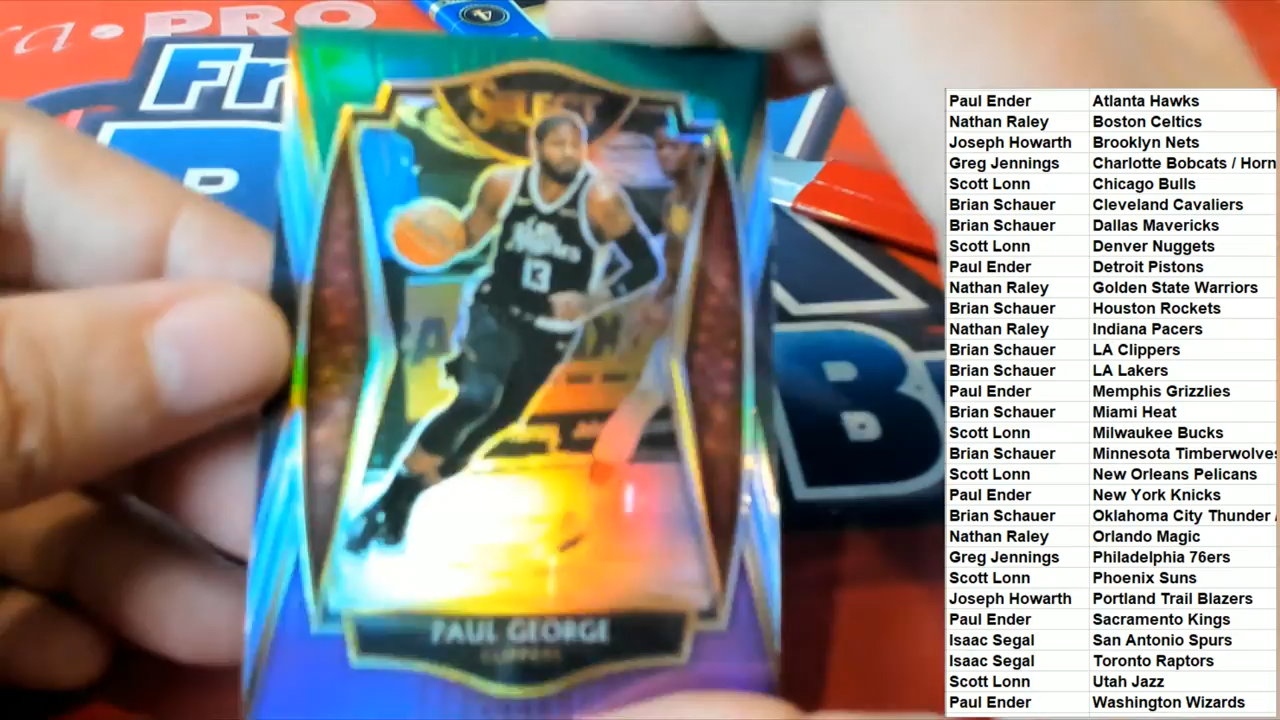 a.PRO
Fr
P
B
4
SELECT
LOS ANGELES
13
PAUL GEORGE
CLIPPERS
Paul Ender Atlanta Hawks
Nathan Raley Boston Celtics
Joseph Howarth Brooklyn Nets
Greg Jennings Charlotte Bobcats / Horn
Scott Lonn Chicago Bulls
Brian Schauer Cleveland Cavaliers
Brian Schauer Dallas Mavericks
Scott Lonn Denver Nuggets
Paul Ender Detroit Pistons
Nathan Raley Golden State Warriors
Brian Schauer Houston Rockets
Nathan Raley Indiana Pacers
Brian Schauer LA Clippers
Brian Schauer LA Lakers
Paul Ender Memphis Grizzlies
Brian Schauer Miami Heat
Scott Lonn Milwaukee Bucks
Brian Schauer Minnesota Timberwolves
Scott Lonn New Orleans Pelicans
Paul Ender New York Knicks
Brian Schauer Oklahoma City Thunder /
Nathan Raley Orlando Magic
Greg Jennings Philadelphia 76ers
Scott Lonn Phoenix Suns
Joseph Howarth Portland Trail Blazers
Paul Ender Sacramento Kings
Isaac Segal San Antonio Spurs
Isaac Segal Toronto Raptors
Scott Lonn Utah Jazz
Paul Ender Washington Wizards